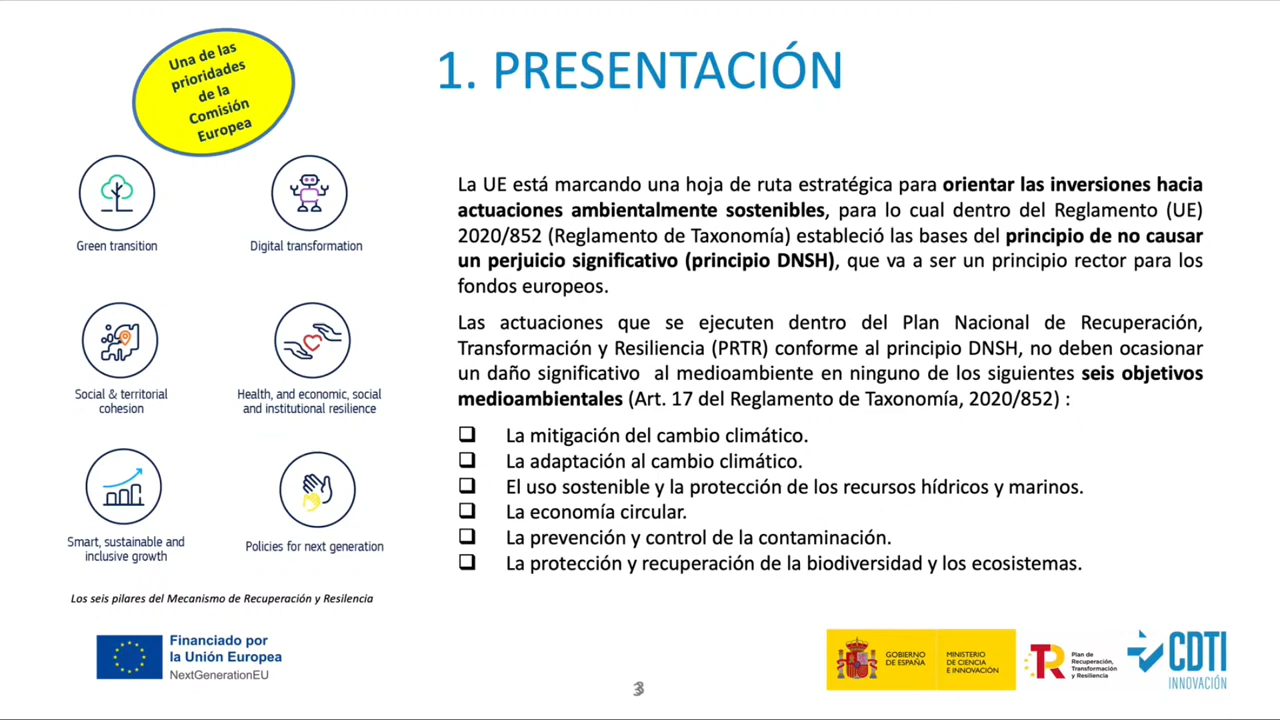 Una de las
prioridades
de la
Comisión
Europea
1. PRESENTACIÓN
Green transition
Digital transformation
Social & territorial
cohesion
Health, and economic, social
and institutional resilience
Smart, sustainable and
inclusive growth
Policies for next generation
Los seis pilares del Mecanismo de Recuperación y Resilencia
La UE está marcando una hoja de ruta estratégica para orientar las inversiones hacia
actuaciones ambientalmente sostenibles, para lo cual dentro del Reglamento (UE)
2020/852 (Reglamento de Taxonomía) estableció las bases del principio de no causar
un perjuicio significativo (principio DNSH), que va a ser un principio rector para los
fondos europeos.
Las actuaciones que se ejecuten dentro del Plan Nacional de Recuperación,
Transformación y Resiliencia (PRTR) conforme al principio DNSH, no deben ocasionar
un daño significativo al medioambiente en ninguno de los siguientes seis objetivos
medioambientales (Art. 17 del Reglamento de Taxonomía, 2020/852) :
❑ La mitigación del cambio climático.
❑ La adaptación al cambio climático.
❑ El uso sostenible y la protección de los recursos hídricos y marinos.
❑ La economía circular.
❑ La prevención y control de la contaminación.
❑ La protección y recuperación de la biodiversidad y los ecosistemas.
Financiado por
la Unión Europea
NextGenerationEU
3
GOBIERNO
DE ESPAÑA
MINISTERIO
DE CIENCIA
E INNOVACIÓN
TR
Plan de
Recuperación,
Transformación
y Resiliencia
CDTI
INNOVACIÓN